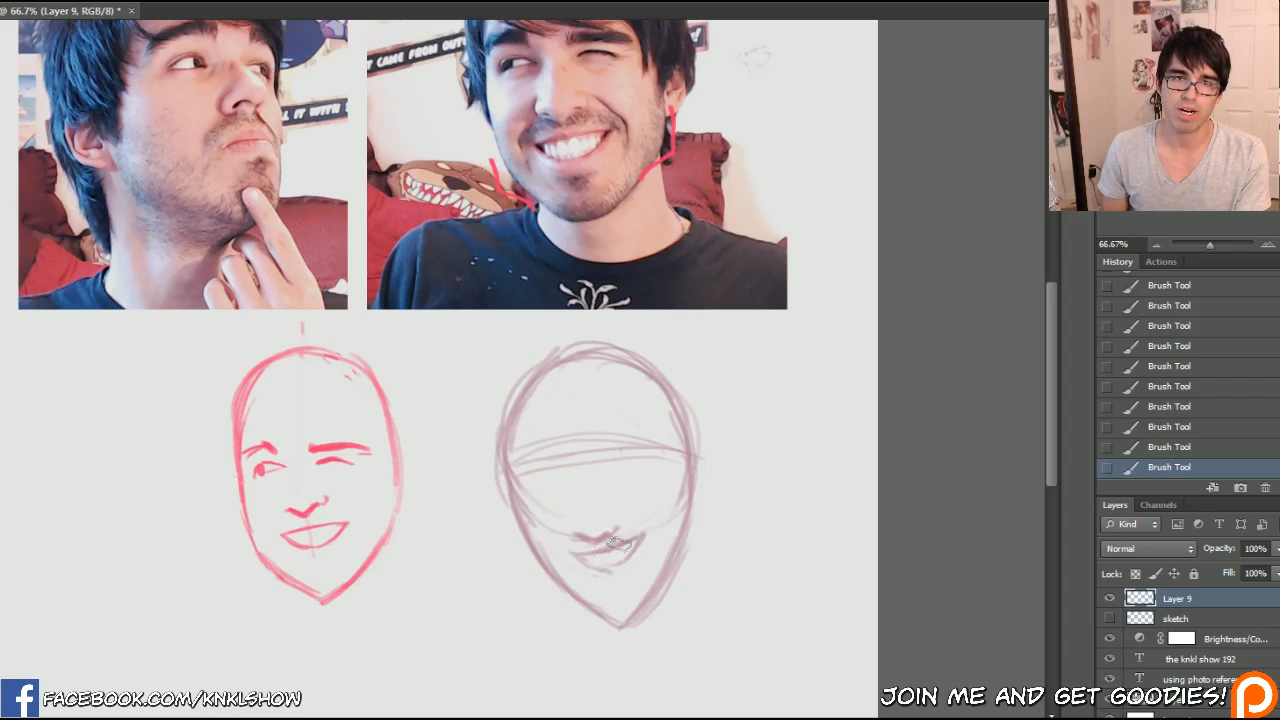 @ 66.7% (Layer 9, RGB/8) * ×
T CAME FROM OUT
!
LL IT WITH S
66.67%
History Actions
Brush Tool
Brush Tool
Brush Tool
Brush Tool
Brush Tool
Brush Tool
Brush Tool
Brush Tool
Brush Tool
Brush Tool
Layers Channels
Kind T
Normal Opacity: 100%
Lock: Fill: 100%
Layer 9
sketch
Brightness/Co...
T the knkl show 192
T using photo refere...
f FACEBOOK.COM/KNKLSHOW
JOIN ME AND GET GOODIES!